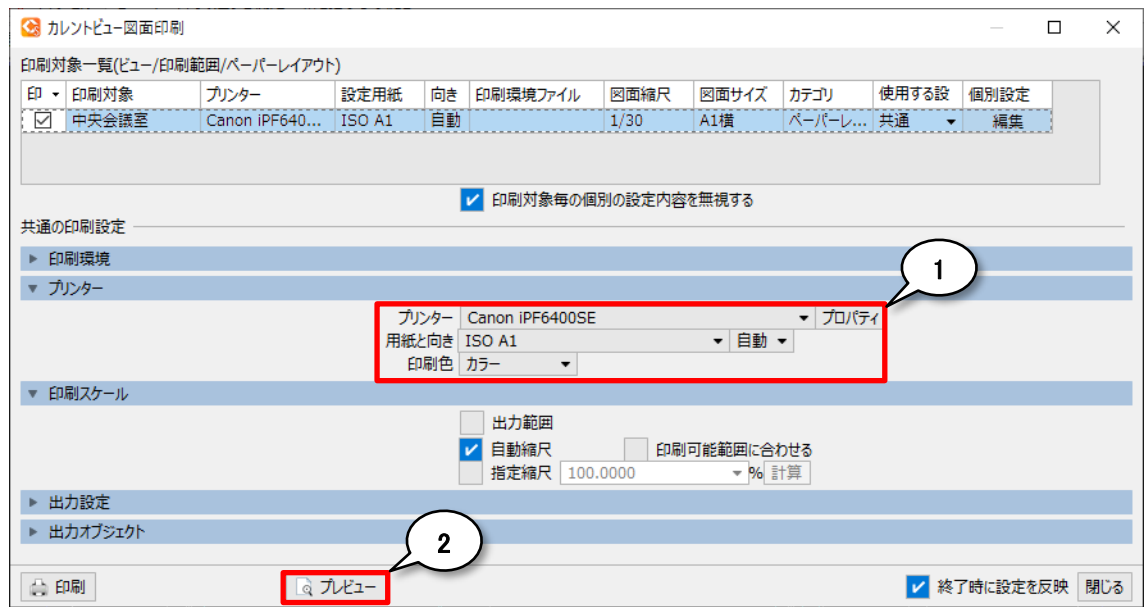 カレントビュー図面印刷
印刷対象一覧(ビュー/印刷範囲/ペーパーレイアウト)
印 印刷対象 プリンター 設定用紙 向き 印刷環境ファイル 図面縮尺 図面サイズ カテゴリ 使用する設 個別設定
中央会議室 Canon iPF640... ISO A1 自動 1/30 A1横 ペーパーレ... 共通 編集
印刷対象毎の個別の設定内容を無視する
共通の印刷設定
印刷環境
1
プリンター
プリンター Canon iPF6400SE プロパティ
用紙と向き ISO A1 自動
印刷色 カラー
印刷スケール
出力範囲
自動縮尺 印刷可能範囲に合わせる
指定縮尺 100.0000 % 計算
出力設定
出力オブジェクト
2
印刷 プレビュー 終了時に設定を反映 閉じる